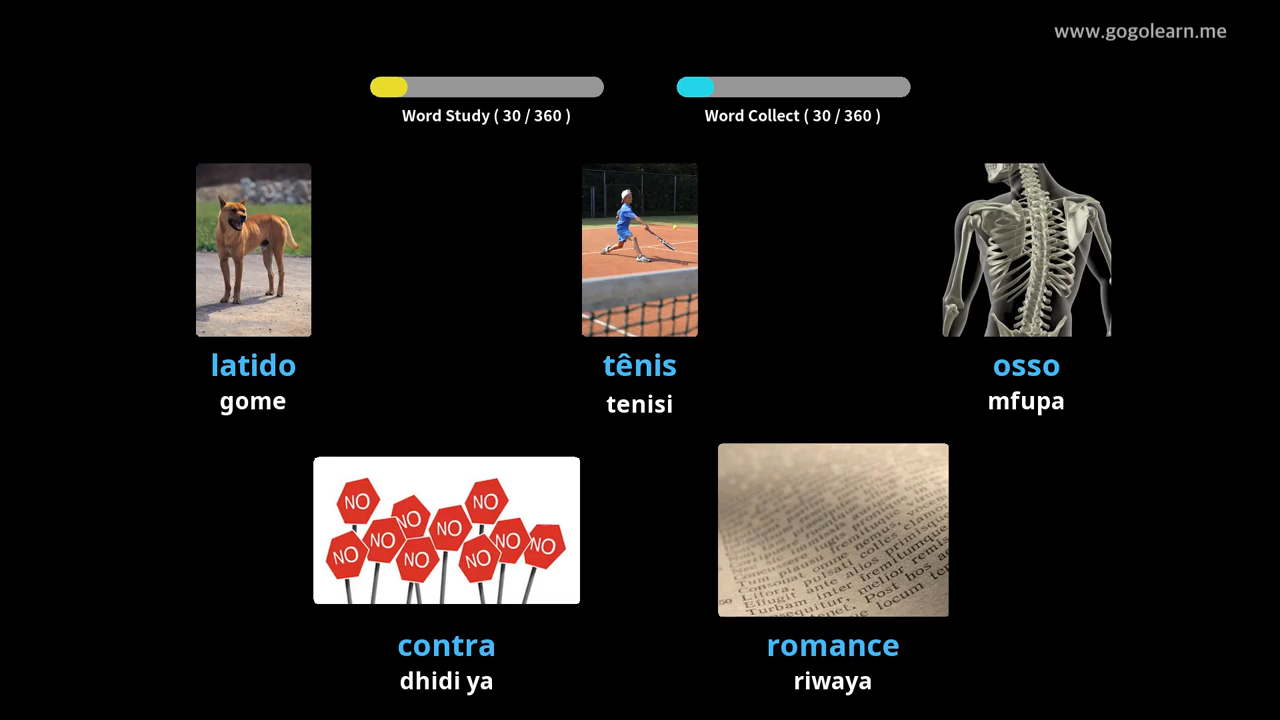 www.gogolearn.me
Word Study ( 30 / 360 )
Word Collect ( 30 / 360 )
latido
gome
tênis
tenisi
osso
mfupa
NO
NO
NO
NO
NO
NO
NO
NO
NO
NO
contra
dhidi ya
romance
riwaya